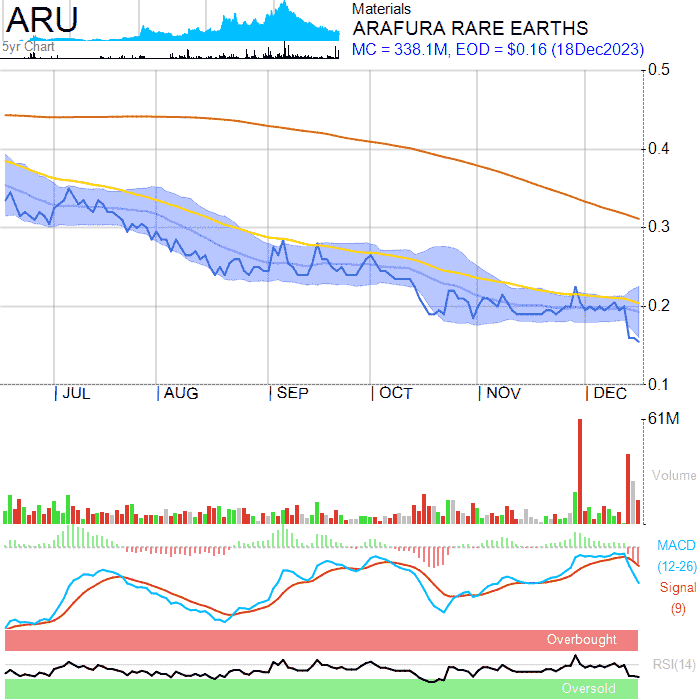 ARU
5yr Chart
Materials
ARAFURA RARE EARTHS
MC = 338.1M, EOD = $0.16 (18Dec2023)
0.5
0.4
0.3
0.2
0.1
JUL AUG SEP OCT NOV DEC
61M
Volume
MACD
(12-26)
Signal
(9)
Overbought
RSI(14)
Oversold